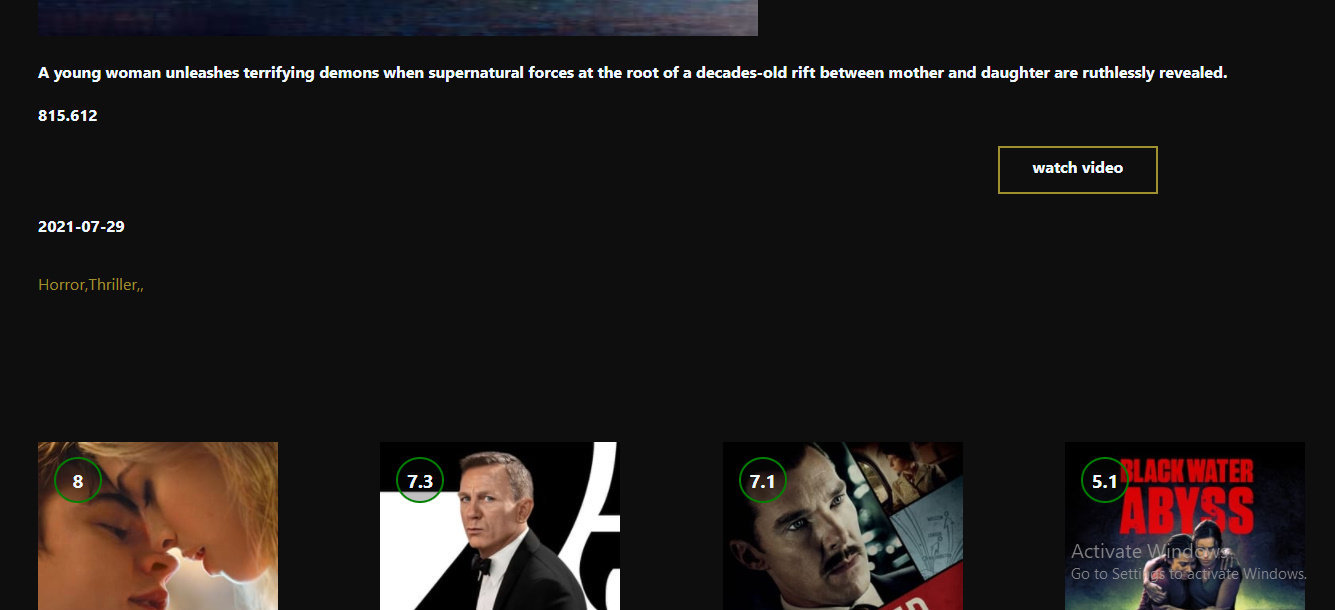 A young woman unleashes terrifying demons when supernatural forces at the root of a decades-old rift between mother and daughter are ruthlessly revealed.
815.612
watch video
2021-07-29
Horror,Thriller,,
8
7.3
7.1
5.1
BLACK WATER
ABYSS
Activate Windows
Go to Settings to activate Windows.